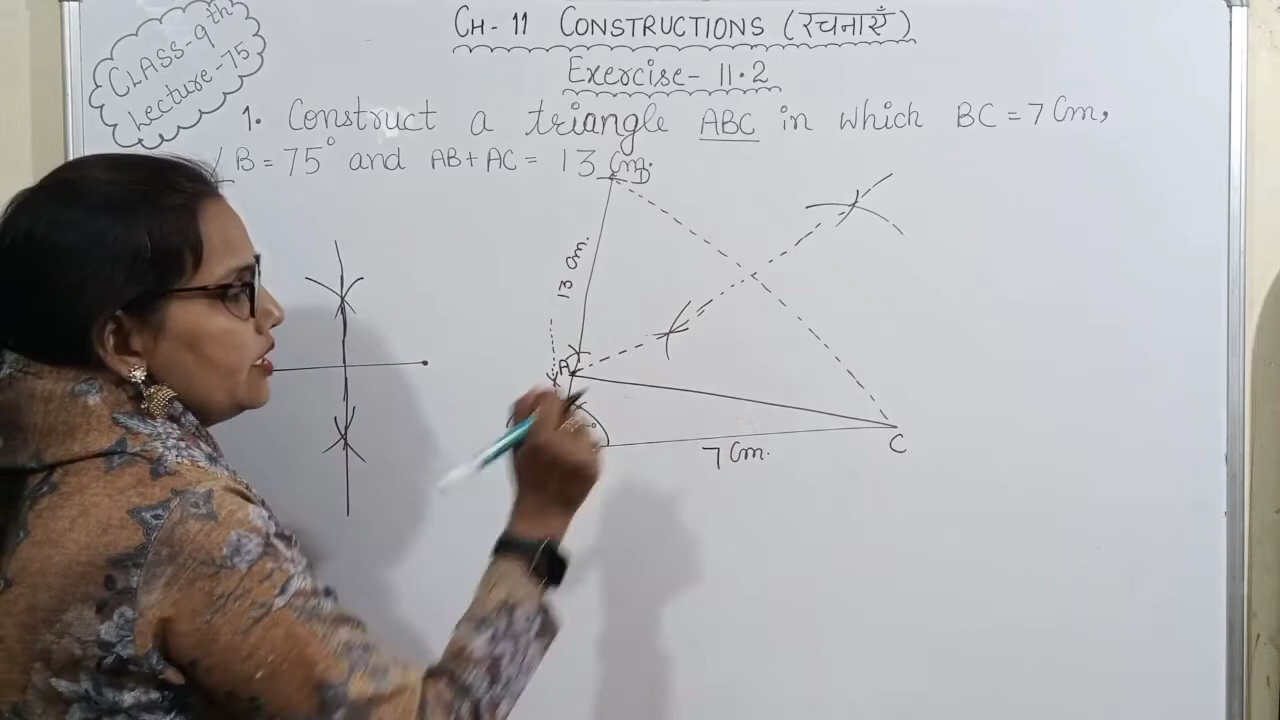 CLASS-9th
Lecture-75
CH-11 CONSTRUCTIONS (रचनाएँ)
Exercise-11.2
1. Construct a triangle ABC in which BC = 7 Cm,
∠B = 75° and AB + AC = 13 Cm.
D
13 Cm.
A
7 Cm.
C